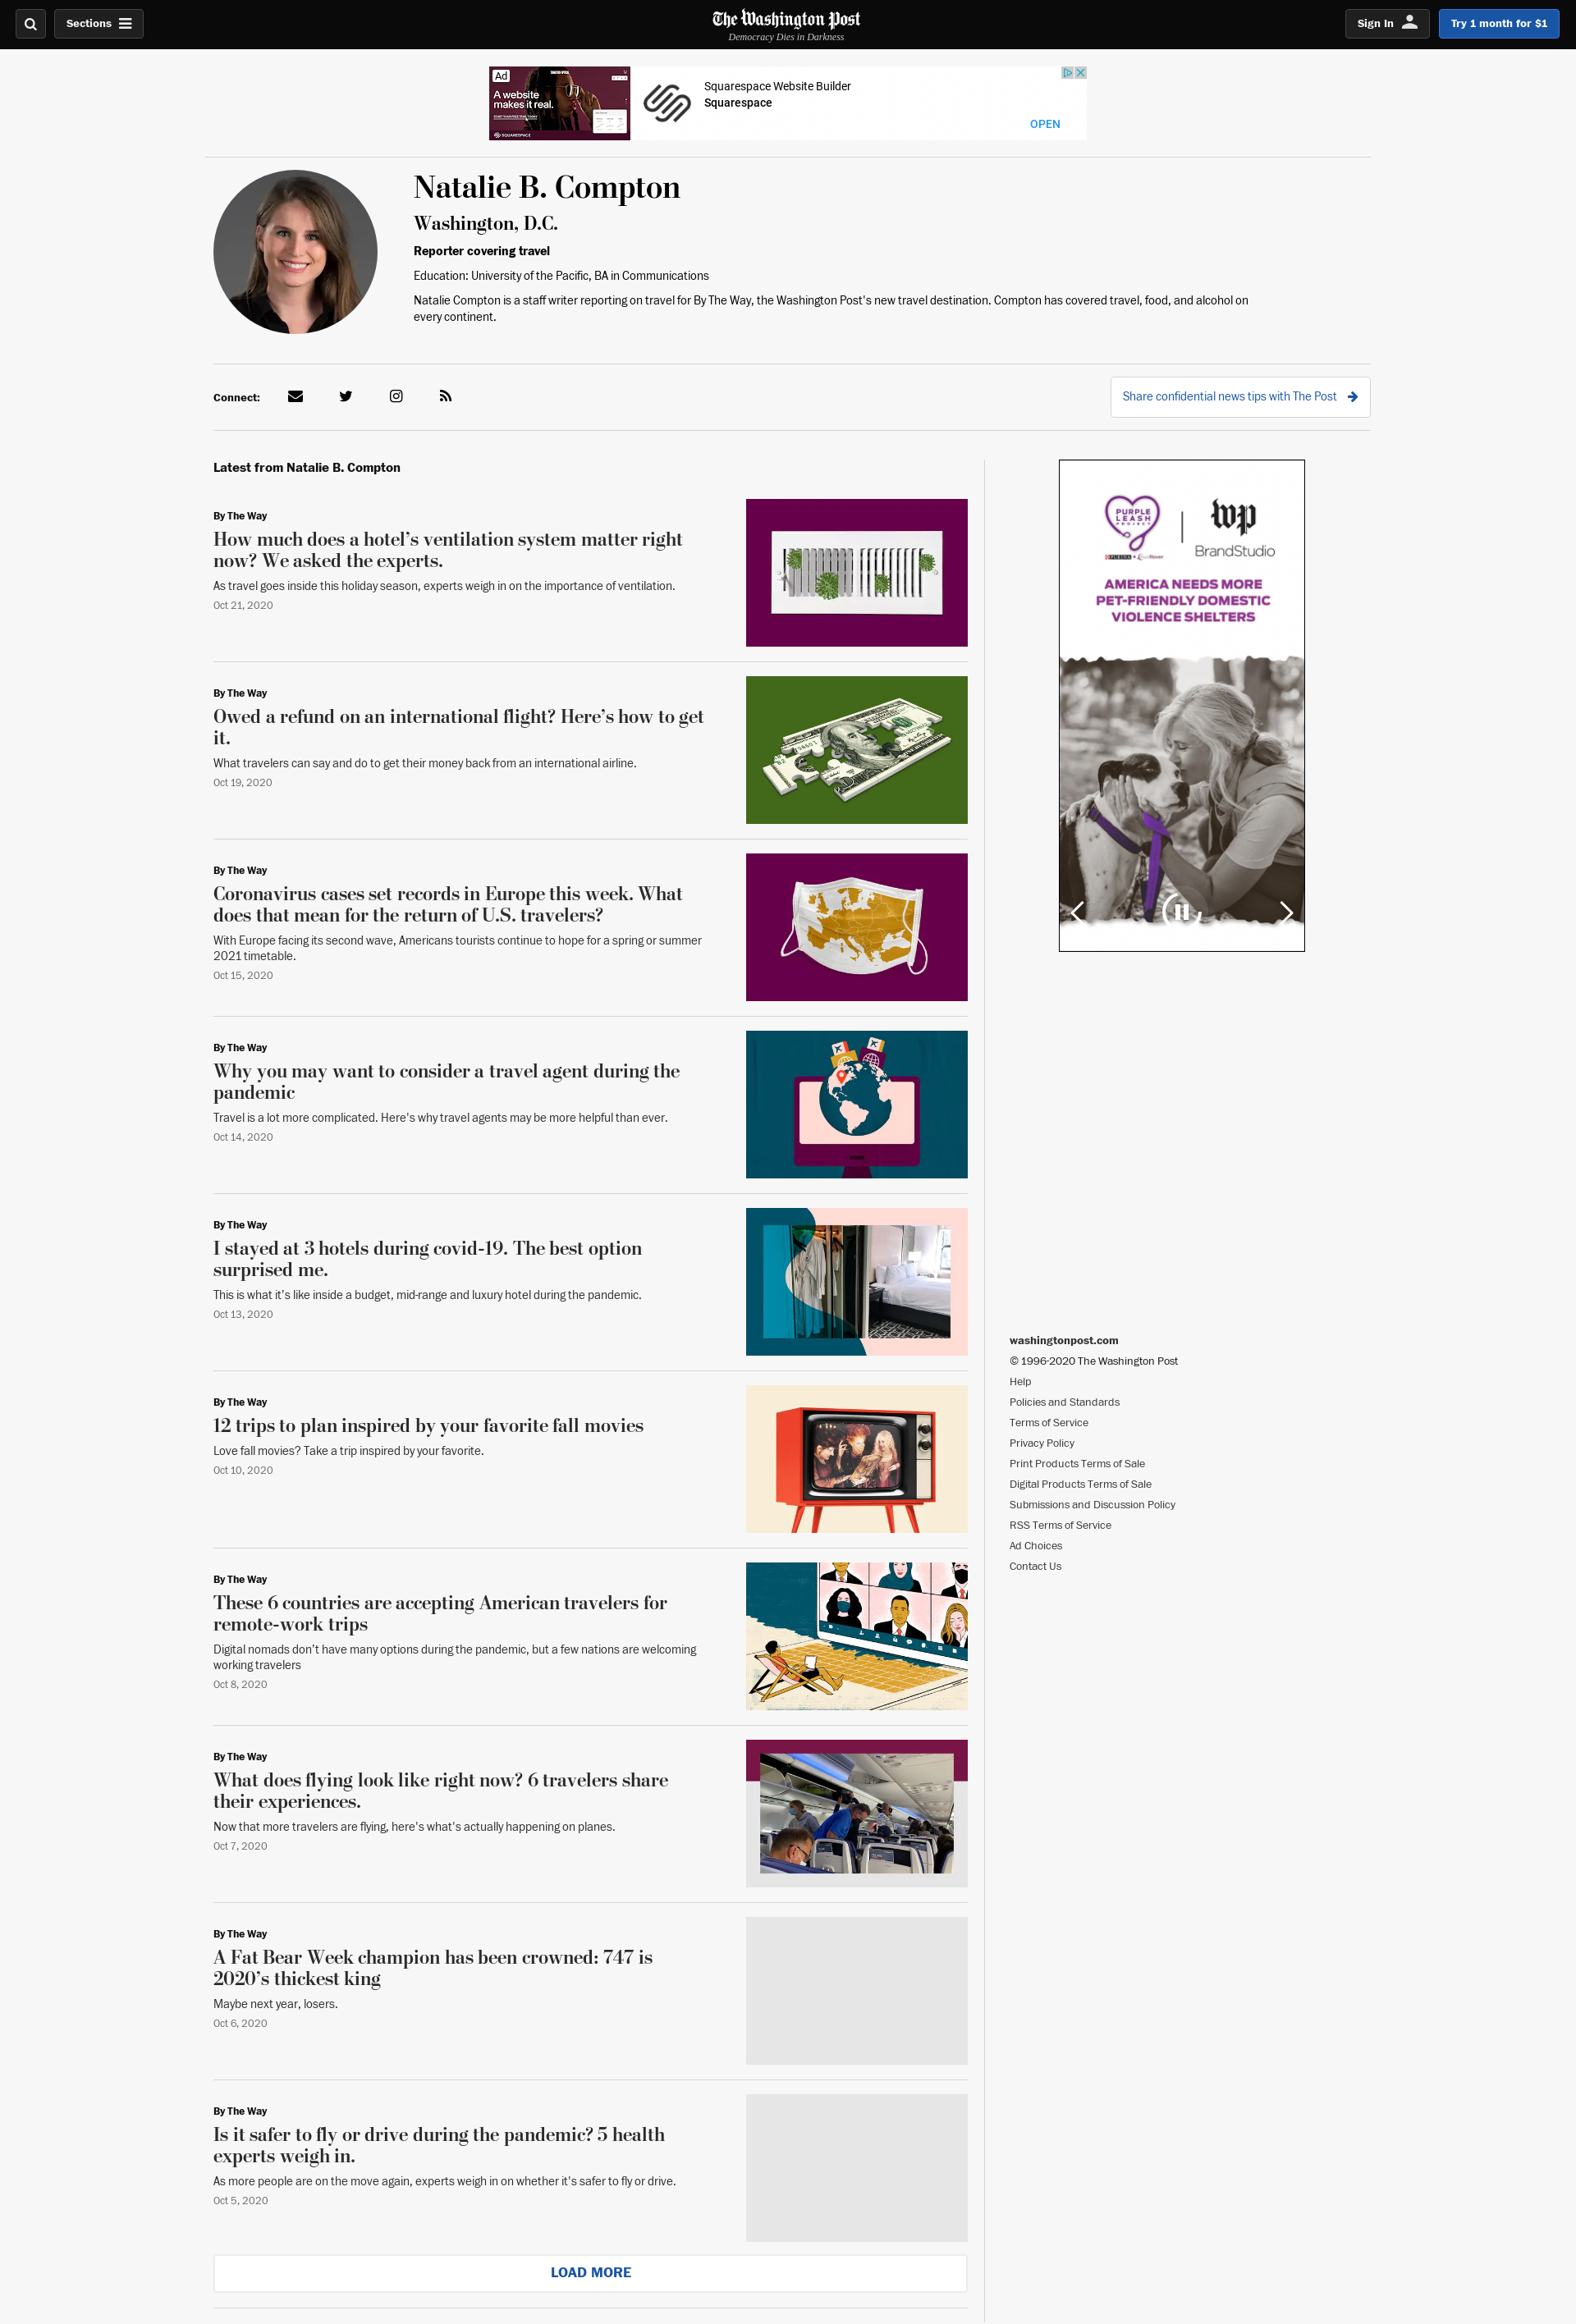 Sections
The Washington Post
Democracy Dies in Darkness
Sign In
Try 1 month for $1
Ad
A website
makes it real.
SQUARESPACE
Squarespace Website Builder
Squarespace
OPEN
Natalie B. Compton
Washington, D.C.
Reporter covering travel
Education: University of the Pacific, BA in Communications
Natalie Compton is a staff writer reporting on travel for By The Way, the Washington Post's new travel destination. Compton has covered travel, food, and alcohol on
every continent.
Connect:
Share confidential news tips with The Post
Latest from Natalie B. Compton
By The Way
How much does a hotel’s ventilation system matter right
now? We asked the experts.
As travel goes inside this holiday season, experts weigh in on the importance of ventilation.
Oct 21, 2020
By The Way
Owed a refund on an international flight? Here’s how to get
it.
What travelers can say and do to get their money back from an international airline.
Oct 19, 2020
By The Way
Coronavirus cases set records in Europe this week. What
does that mean for the return of U.S. travelers?
With Europe facing its second wave, Americans tourists continue to hope for a spring or summer
2021 timetable.
Oct 15, 2020
By The Way
Why you may want to consider a travel agent during the
pandemic
Travel is a lot more complicated. Here's why travel agents may be more helpful than ever.
Oct 14, 2020
By The Way
I stayed at 3 hotels during covid-19. The best option
surprised me.
This is what it’s like inside a budget, mid-range and luxury hotel during the pandemic.
Oct 13, 2020
By The Way
12 trips to plan inspired by your favorite fall movies
Love fall movies? Take a trip inspired by your favorite.
Oct 10, 2020
By The Way
These 6 countries are accepting American travelers for
remote-work trips
Digital nomads don’t have many options during the pandemic, but a few nations are welcoming
working travelers
Oct 8, 2020
By The Way
What does flying look like right now? 6 travelers share
their experiences.
Now that more travelers are flying, here's what's actually happening on planes.
Oct 7, 2020
By The Way
A Fat Bear Week champion has been crowned: 747 is
2020’s thickest king
Maybe next year, losers.
Oct 6, 2020
By The Way
Is it safer to fly or drive during the pandemic? 5 health
experts weigh in.
As more people are on the move again, experts weigh in on whether it's safer to fly or drive.
Oct 5, 2020
LOAD MORE
PURPLE
LEASH
PROJECT
wp
BrandStudio
AMERICA NEEDS MORE
PET-FRIENDLY DOMESTIC
VIOLENCE SHELTERS
washingtonpost.com
© 1996-2020 The Washington Post
Help
Policies and Standards
Terms of Service
Privacy Policy
Print Products Terms of Sale
Digital Products Terms of Sale
Submissions and Discussion Policy
RSS Terms of Service
Ad Choices
Contact Us